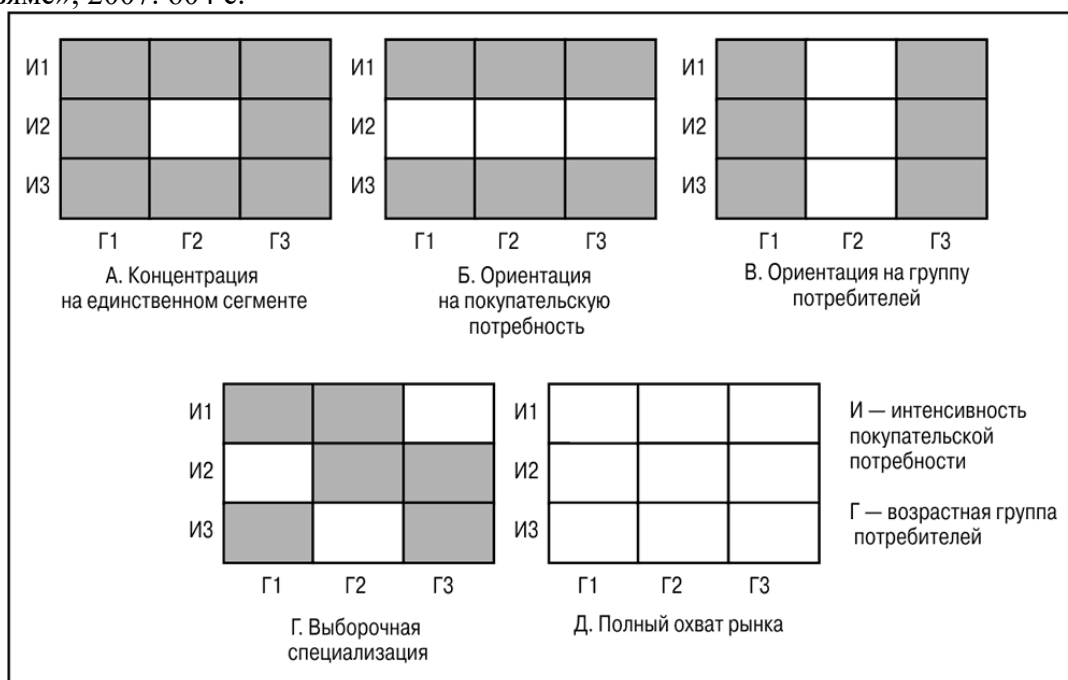 2007. 604 с.
И1
И2
И3
Г1 Г2 Г3
А. Концентрация
на единственном сегменте
И1
И2
И3
Г1 Г2 Г3
Б. Ориентация
на покупательскую
потребность
И1
И2
И3
Г1 Г2 Г3
В. Ориентация на группу
потребителей
И1
И2
И3
Г1 Г2 Г3
Г. Выборочная
специализация
И1
И2
И3
Г1 Г2 Г3
Д. Полный охват рынка
И — интенсивность
покупательской
потребности
Г — возрастная группа
потребителей